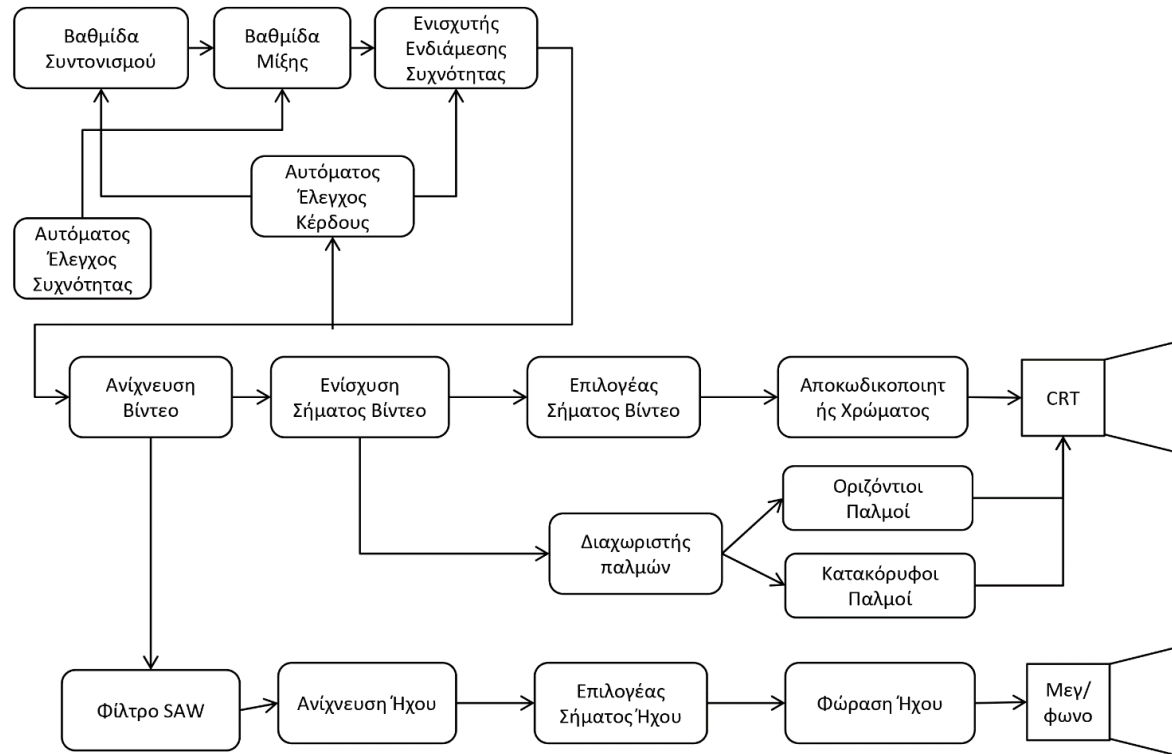 Βαθμίδα
Συντονισμού
Βαθμίδα
Μίξης
Ενισχυτής
Ενδιάμεσης
Συχνότητας
Αυτόματος
Έλεγχος
Κέρδους
Αυτόματος
Έλεγχος
Συχνότητας
Ανίχνευση
Βίντεο
Ενίσχυση
Σήματος Βίντεο
Επιλογέας
Σήματος Βίντεο
Αποκωδικοποιητ
ής Χρώματος
CRT
Οριζόντιοι
Παλμοί
Διαχωριστής
παλμών
Κατακόρυφοι
Παλμοί
Φίλτρο SAW
Ανίχνευση Ήχου
Επιλογέας
Σήματος Ήχου
Φώραση Ήχου
Μεγ/
φωνο